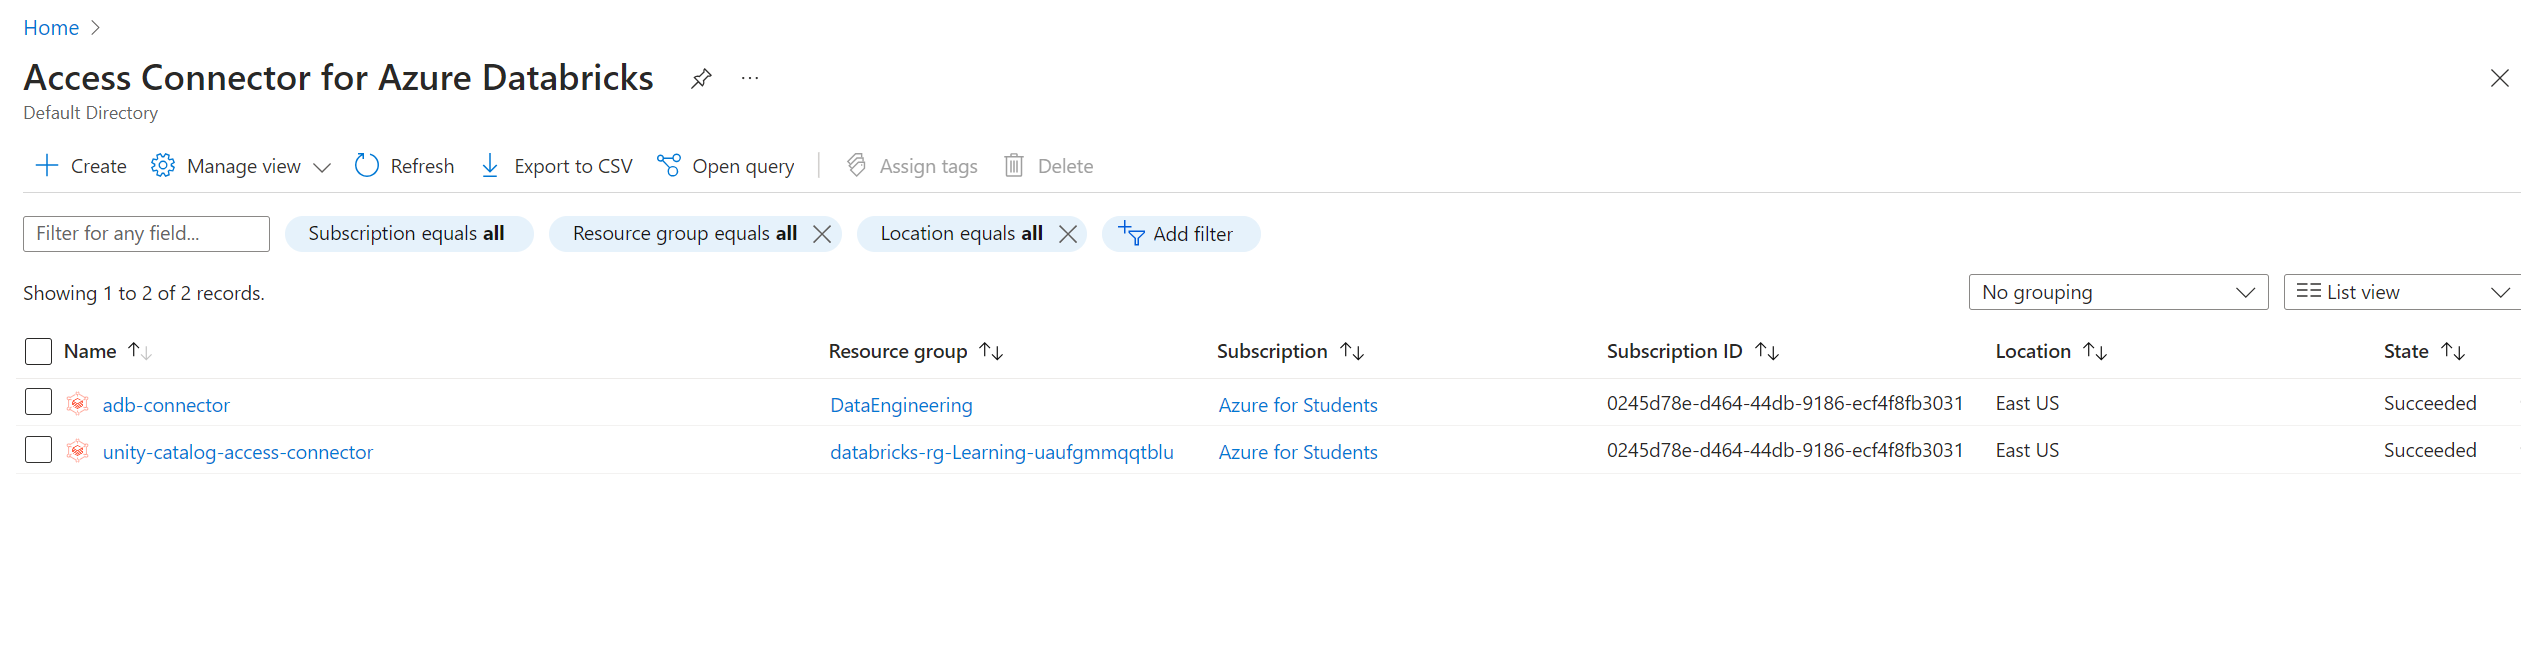 Home
Access Connector for Azure Databricks
Default Directory
Create Manage view Refresh Export to CSV Open query Assign tags Delete
Filter for any field... Subscription equals all Resource group equals all Location equals all Add filter
Showing 1 to 2 of 2 records. No grouping List view
Name Resource group Subscription Subscription ID Location State
adb-connector DataEngineering Azure for Students 0245d78e-d464-44db-9186-ecf4f8fb3031 East US Succeeded
unity-catalog-access-connector databricks-rg-Learning-uaufgmmqqtblu Azure for Students 0245d78e-d464-44db-9186-ecf4f8fb3031 East US Succeeded